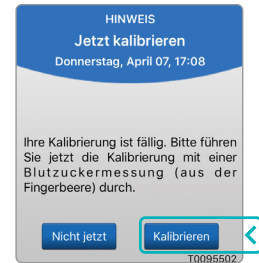 HINWEIS
Jetzt kalibrieren
Donnerstag, April 07, 17:08
Ihre Kalibrierung ist fällig. Bitte führen
Sie jetzt die Kalibrierung mit einer
Blutzuckermessung (aus der
Fingerbeere) durch.
Nicht jetzt
Kalibrieren
T0095502